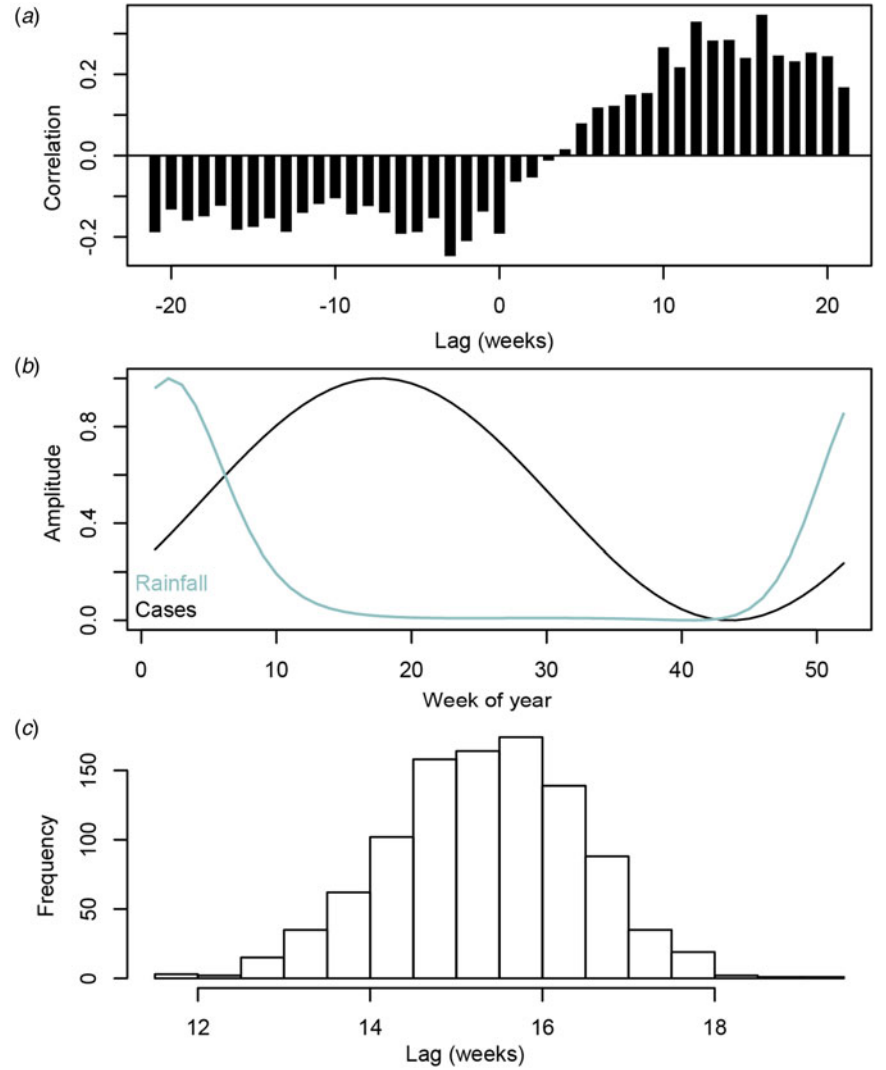 (a)
Correlation
0.2
0.0
-0.2
-20 -10 0 10 20
Lag (weeks)
(b)
Amplitude
0.8
0.4
0.0
Rainfall
Cases
0 10 20 30 40 50
Week of year
(c)
Frequency
150
100
50
0
12 14 16 18
Lag (weeks)